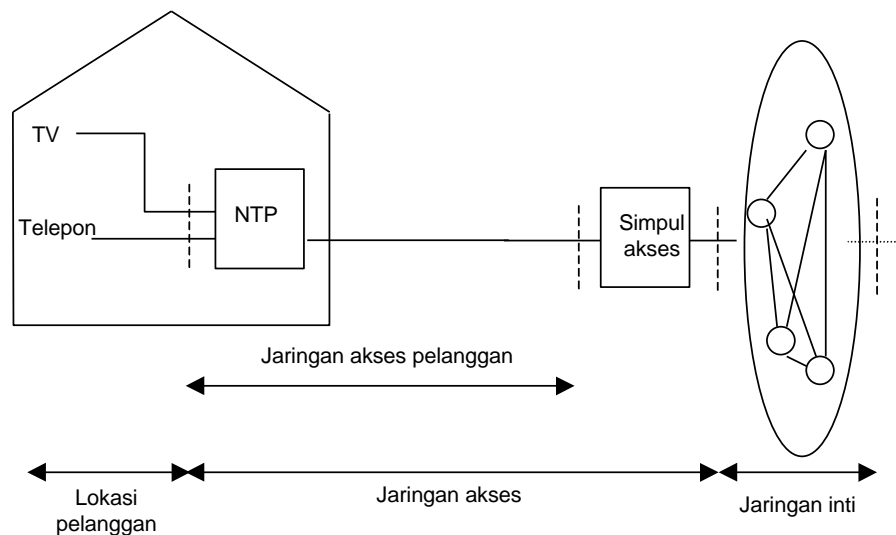 TV
NTP
Telepon
Simpul
akses
Jaringan akses pelanggan
Lokasi
pelanggan
Jaringan akses
Jaringan inti